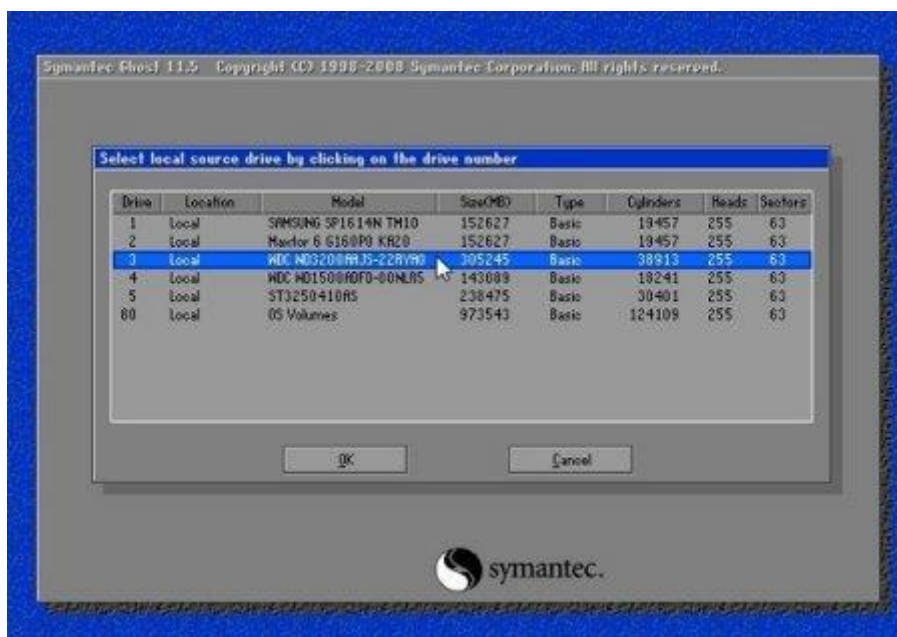 Symantec Ghost 11.5 Copyright (C) 1998-2008 Symantec Corporation. All rights reserved.
Select local source drive by clicking on the drive number
Drive Location Model Size(MB) Type Cylinders Heads Sectors
1 Local SAMSUNG SP1614N TM10 152627 Basic 19457 255 63
2 Local Maxtor 6 G160P0 KA20 152627 Basic 19457 255 63
3 Local WDC WD3200AAJS-22RYA0 305245 Basic 38913 255 63
4 Local WDC WD1500ADFD-00NLR5 143089 Basic 18241 255 63
5 Local ST3250410AS 238475 Basic 30401 255 63
80 Local OS Volumes 973543 Basic 124109 255 63
OK Cancel
symantec.